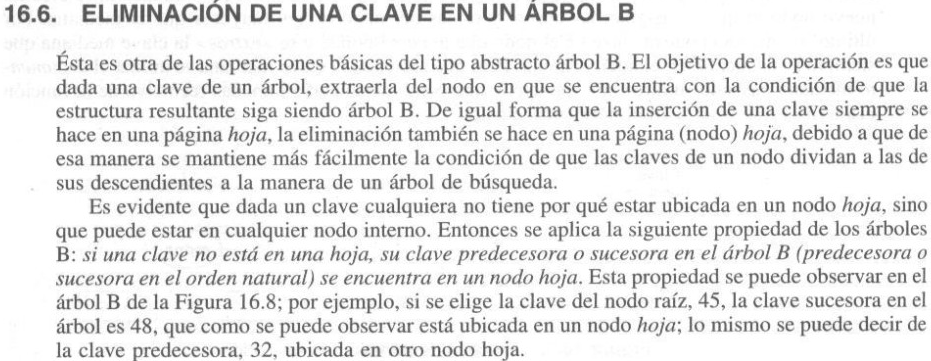 16.6. ELIMINACIÓN DE UNA CLAVE EN UN ÁRBOL B
Ésta es otra de las operaciones básicas del tipo abstracto árbol B. El objetivo de la operación es que
dada una clave de un árbol, extraerla del nodo en que se encuentra con la condición de que la
estructura resultante siga siendo árbol B. De igual forma que la inserción de una clave siempre se
hace en una página hoja, la eliminación también se hace en una página (nodo) hoja, debido a que de
esa manera se mantiene más fácilmente la condición de que las claves de un nodo dividan a las de
sus descendientes a la manera de un árbol de búsqueda.
Es evidente que dada un clave cualquiera no tiene por qué estar ubicada en un nodo hoja, sino
que puede estar en cualquier nodo interno. Entonces se aplica la siguiente propiedad de los árboles
B: si una clave no está en una hoja, su clave predecesora o sucesora en el árbol B (predecesora o
sucesora en el orden natural) se encuentra en un nodo hoja. Esta propiedad se puede observar en el
árbol B de la Figura 16.8; por ejemplo, si se elige la clave del nodo raíz, 45, la clave sucesora en el
árbol es 48, que como se puede observar está ubicada en un nodo hoja; lo mismo se puede decir de
la clave predecesora, 32, ubicada en otro nodo hoja.